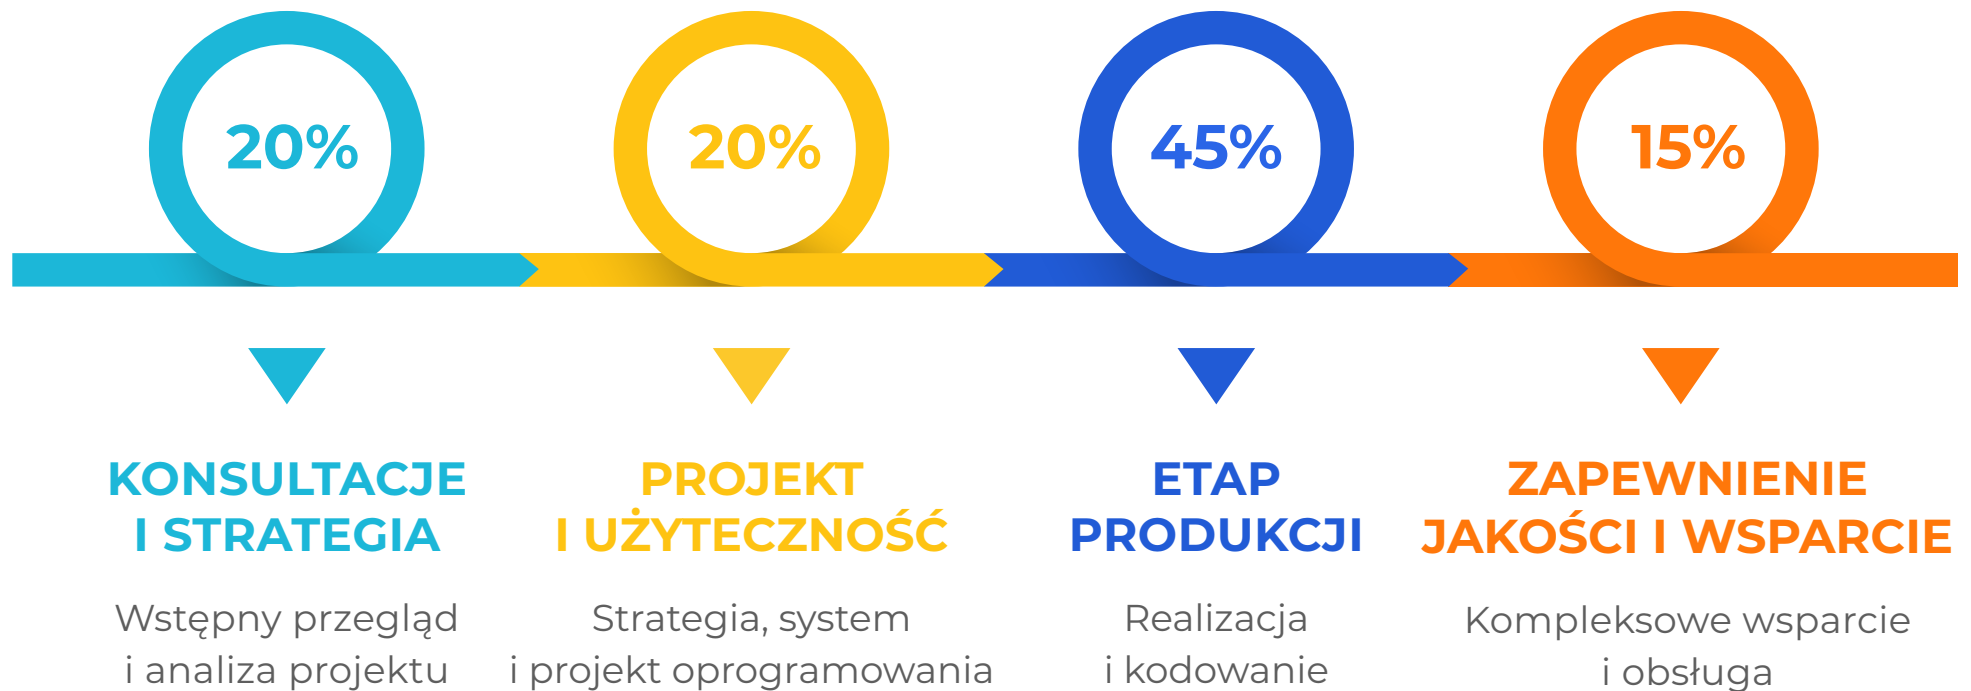 20%
20%
45%
15%
KONSULTACJE
I STRATEGIA
Wstępny przegląd
i analiza projektu
PROJEKT
I UŻYTECZNOŚĆ
Strategia, system
i projekt oprogramowania
ETAP
PRODUKCJI
Realizacja
i kodowanie
ZAPEWNIENIE
JAKOŚCI I WSPARCIE
Kompleksowe wsparcie
i obsługa